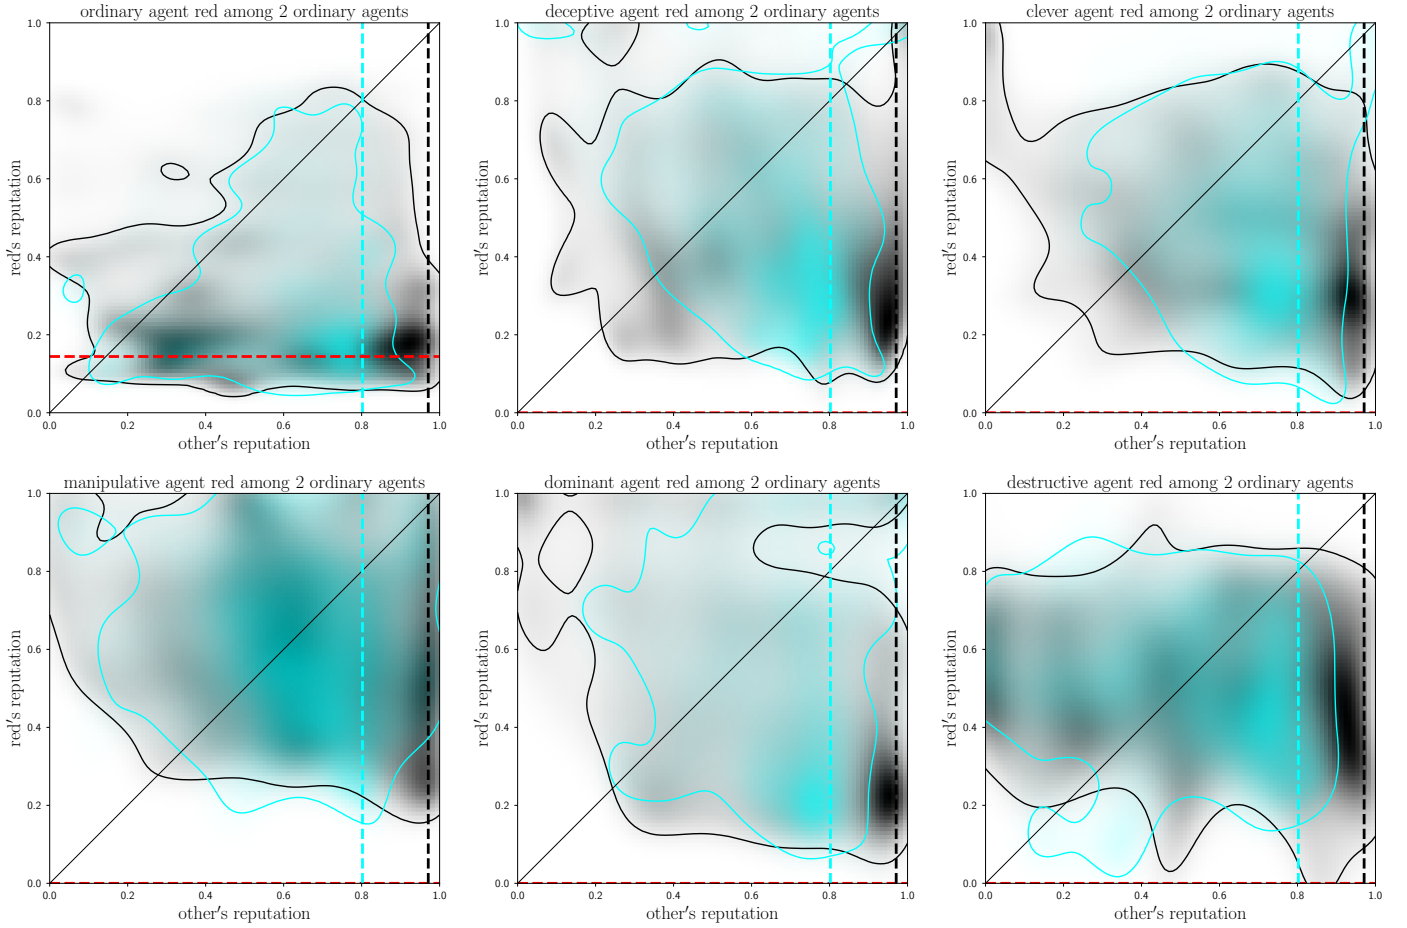 ordinary agent red among 2 ordinary agents
deceptive agent red among 2 ordinary agents
clever agent red among 2 ordinary agents
1.0
0.8
0.6
0.4
0.2
0.0
red's reputation
0.0 0.2 0.4 0.6 0.8 1.0
other's reputation
1.0
0.8
0.6
0.4
0.2
0.0
red's reputation
0.0 0.2 0.4 0.6 0.8 1.0
other's reputation
1.0
0.8
0.6
0.4
0.2
0.0
red's reputation
0.0 0.2 0.4 0.6 0.8 1.0
other's reputation
manipulative agent red among 2 ordinary agents
dominant agent red among 2 ordinary agents
destructive agent red among 2 ordinary agents
1.0
0.8
0.6
0.4
0.2
0.0
red's reputation
0.0 0.2 0.4 0.6 0.8 1.0
other's reputation
1.0
0.8
0.6
0.4
0.2
0.0
red's reputation
0.0 0.2 0.4 0.6 0.8 1.0
other's reputation
1.0
0.8
0.6
0.4
0.2
0.0
red's reputation
0.0 0.2 0.4 0.6 0.8 1.0
other's reputation